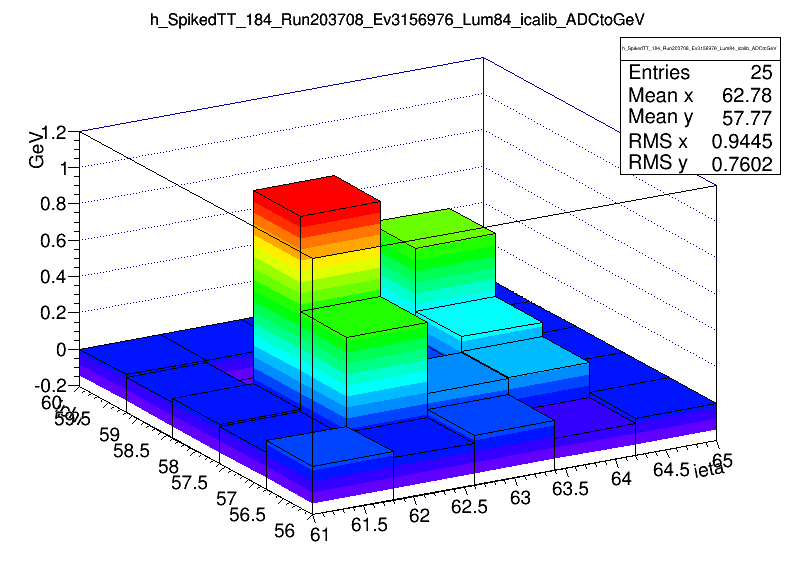 h_SpikedTT_184_Run203708_Ev3156976_Lum84_icalib_ADCtoGeV
h_SpikedTT_184_Run203708_Ev3156976_Lum84_icalib_ADCtoGeV
Entries 25
Mean x 62.78
Mean y 57.77
RMS x 0.9445
RMS y 0.7602
GeV
1.2
1
0.8
0.6
0.4
0.2
0
-0.2
60
59.5
59
58.5
58
57.5
57
56.5
56
61
61.5
62
62.5
63
63.5
64
64.5
65
ieta